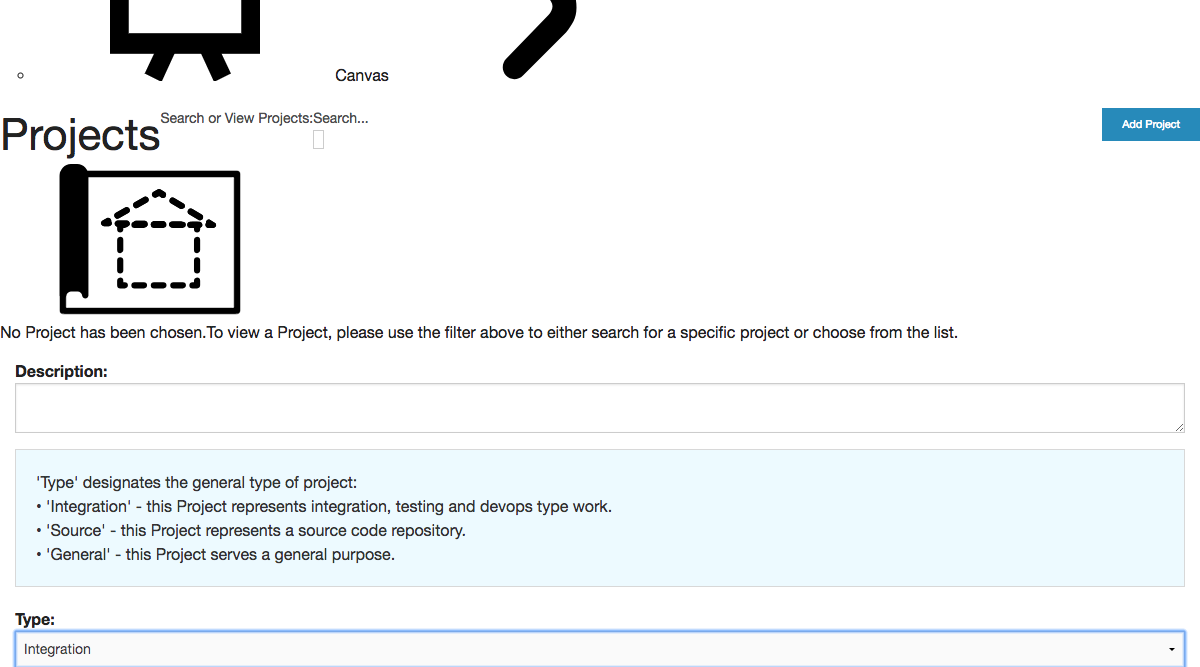 Canvas
Projects
Search or View Projects:Search...
Add Project
No Project has been chosen.To view a Project, please use the filter above to either search for a specific project or choose from the list.
Description:
'Type' designates the general type of project:
• 'Integration' - this Project represents integration, testing and devops type work.
• 'Source' - this Project represents a source code repository.
• 'General' - this Project serves a general purpose.
Type:
Integration